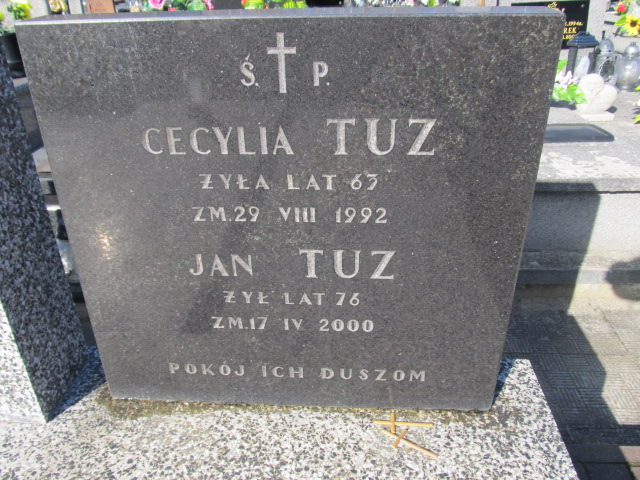 Ś. P.
CECYLIA TUZ
ŻYŁA LAT 63
ZM.29 VIII 1992
JAN TUZ
ŻYŁ LAT 76
ZM.17 IV 2000
POKÓJ ICH DUSZOM